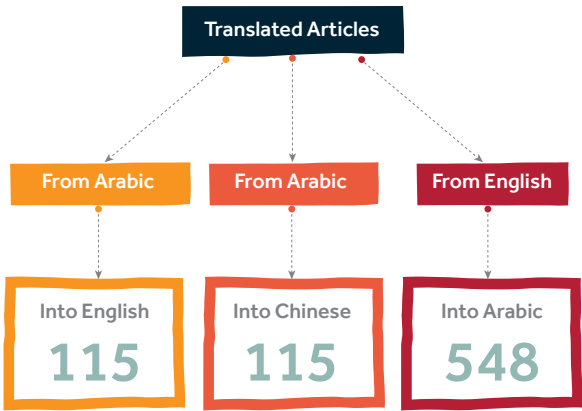 Translated Articles
From Arabic
From Arabic
From English
Into English
115
Into Chinese
115
Into Arabic
548